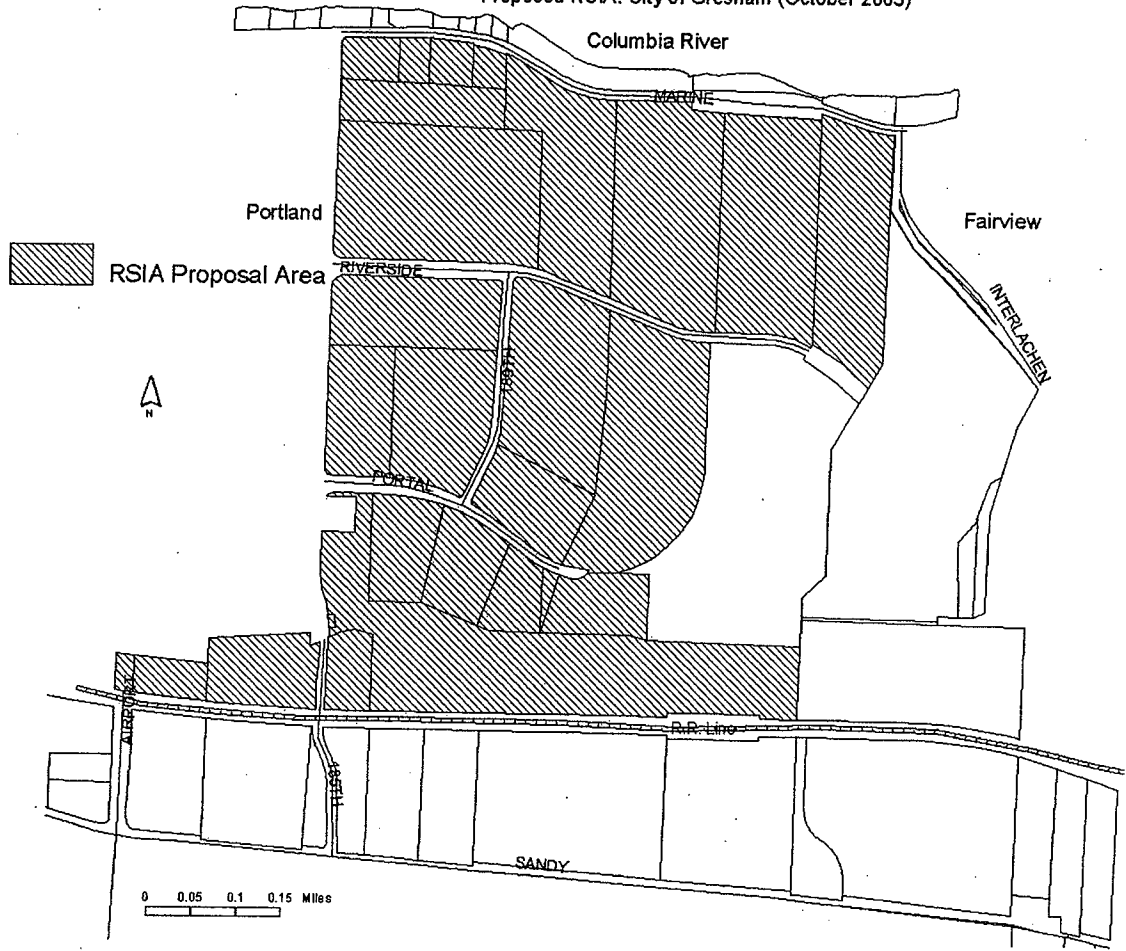 Proposed RSIA: City of Gresham (October 2003)
Columbia River
MARINE
Portland
Fairview
RSIA Proposal Area
RIVERSIDE
INTERLACHEN
189TH
N
PORTAL
AIRPORT
R.R. Line
185TH
SANDY
0 0.05 0.1 0.15 Miles